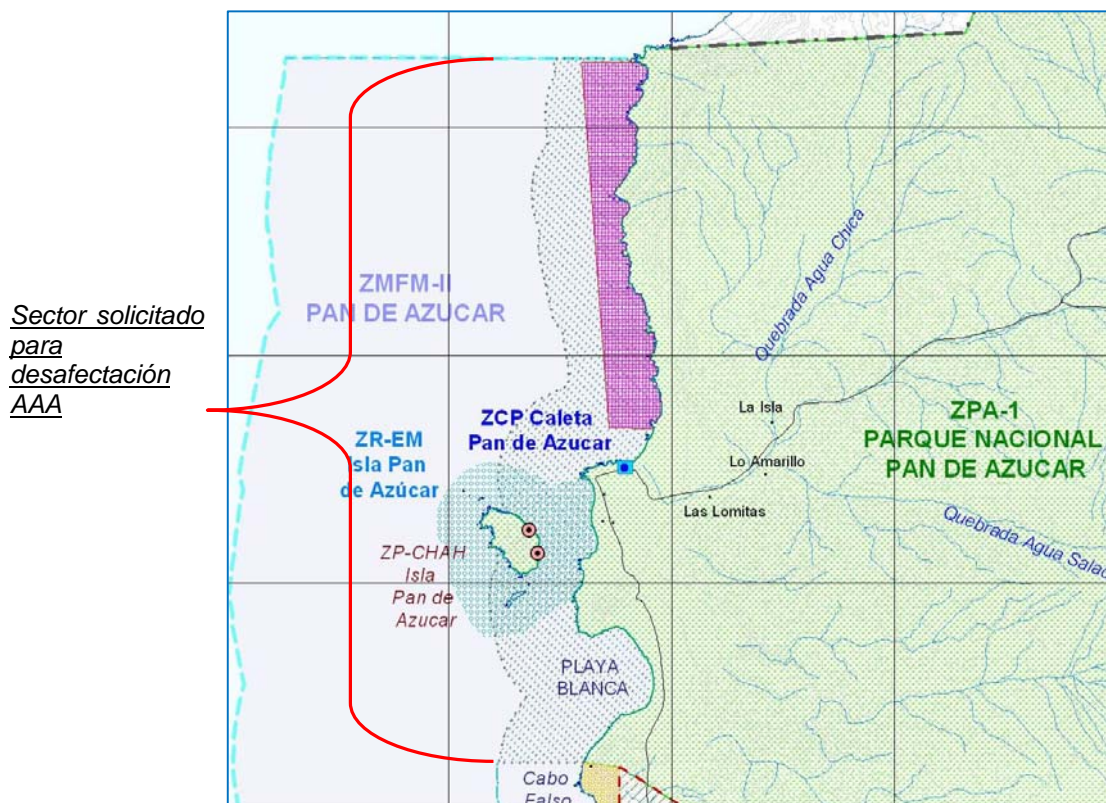 Sector solicitado
para
desafectación
AAA
ZMFM-II
PAN DE AZUCAR
Quebrada Agua Chica
ZCP Caleta
Pan de Azucar
La Isla
ZPA-1
PARQUE NACIONAL
PAN DE AZUCAR
ZR-EM
Isla Pan
de Azúcar
Lo Amarillo
Las Lomitas
Quebrada Agua Salad
ZP-CHAH
Isla
Pan de
Azucar
PLAYA
BLANCA
Cabo
Falso